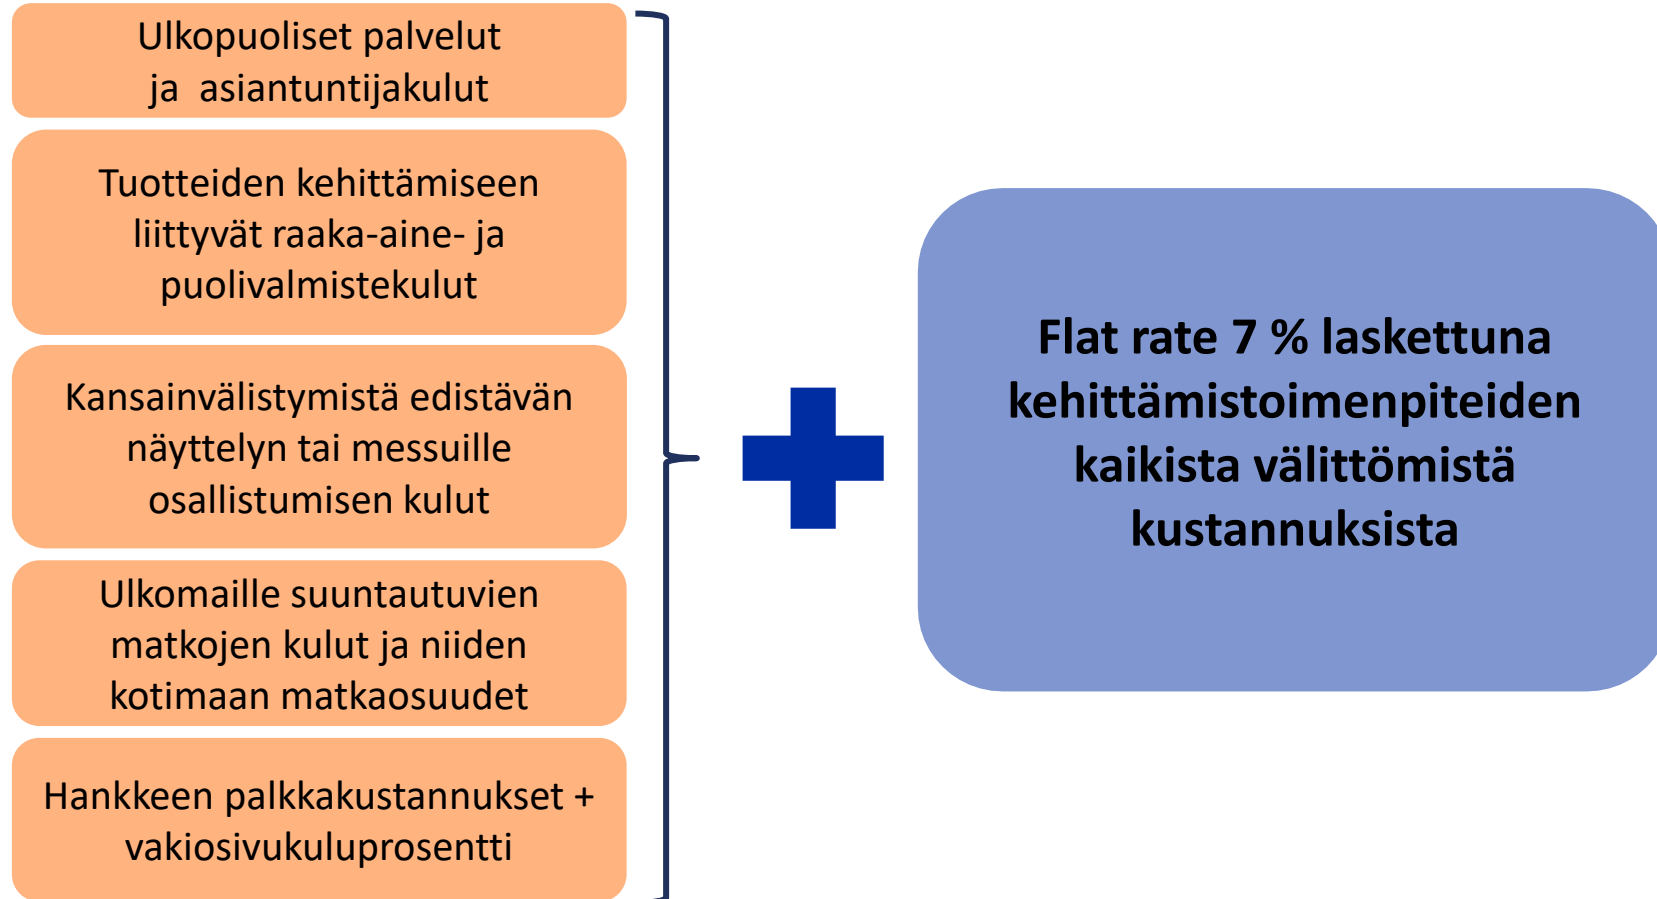 Ulkopuoliset palvelut
ja asiantuntijakulut
Tuotteiden kehittämiseen
liittyvät raaka-aine- ja
puolivalmistekulut
Kansainvälistymistä edistävän
näyttelyn tai messuille
osallistumisen kulut
Ulkomaille suuntautuvien
matkojen kulut ja niiden
kotimaan matkaosuudet
Hankkeen palkkakustannukset +
vakiosivukuluprosentti
Flat rate 7 % laskettuna
kehittämistoimenpiteiden
kaikista välittömistä
kustannuksista